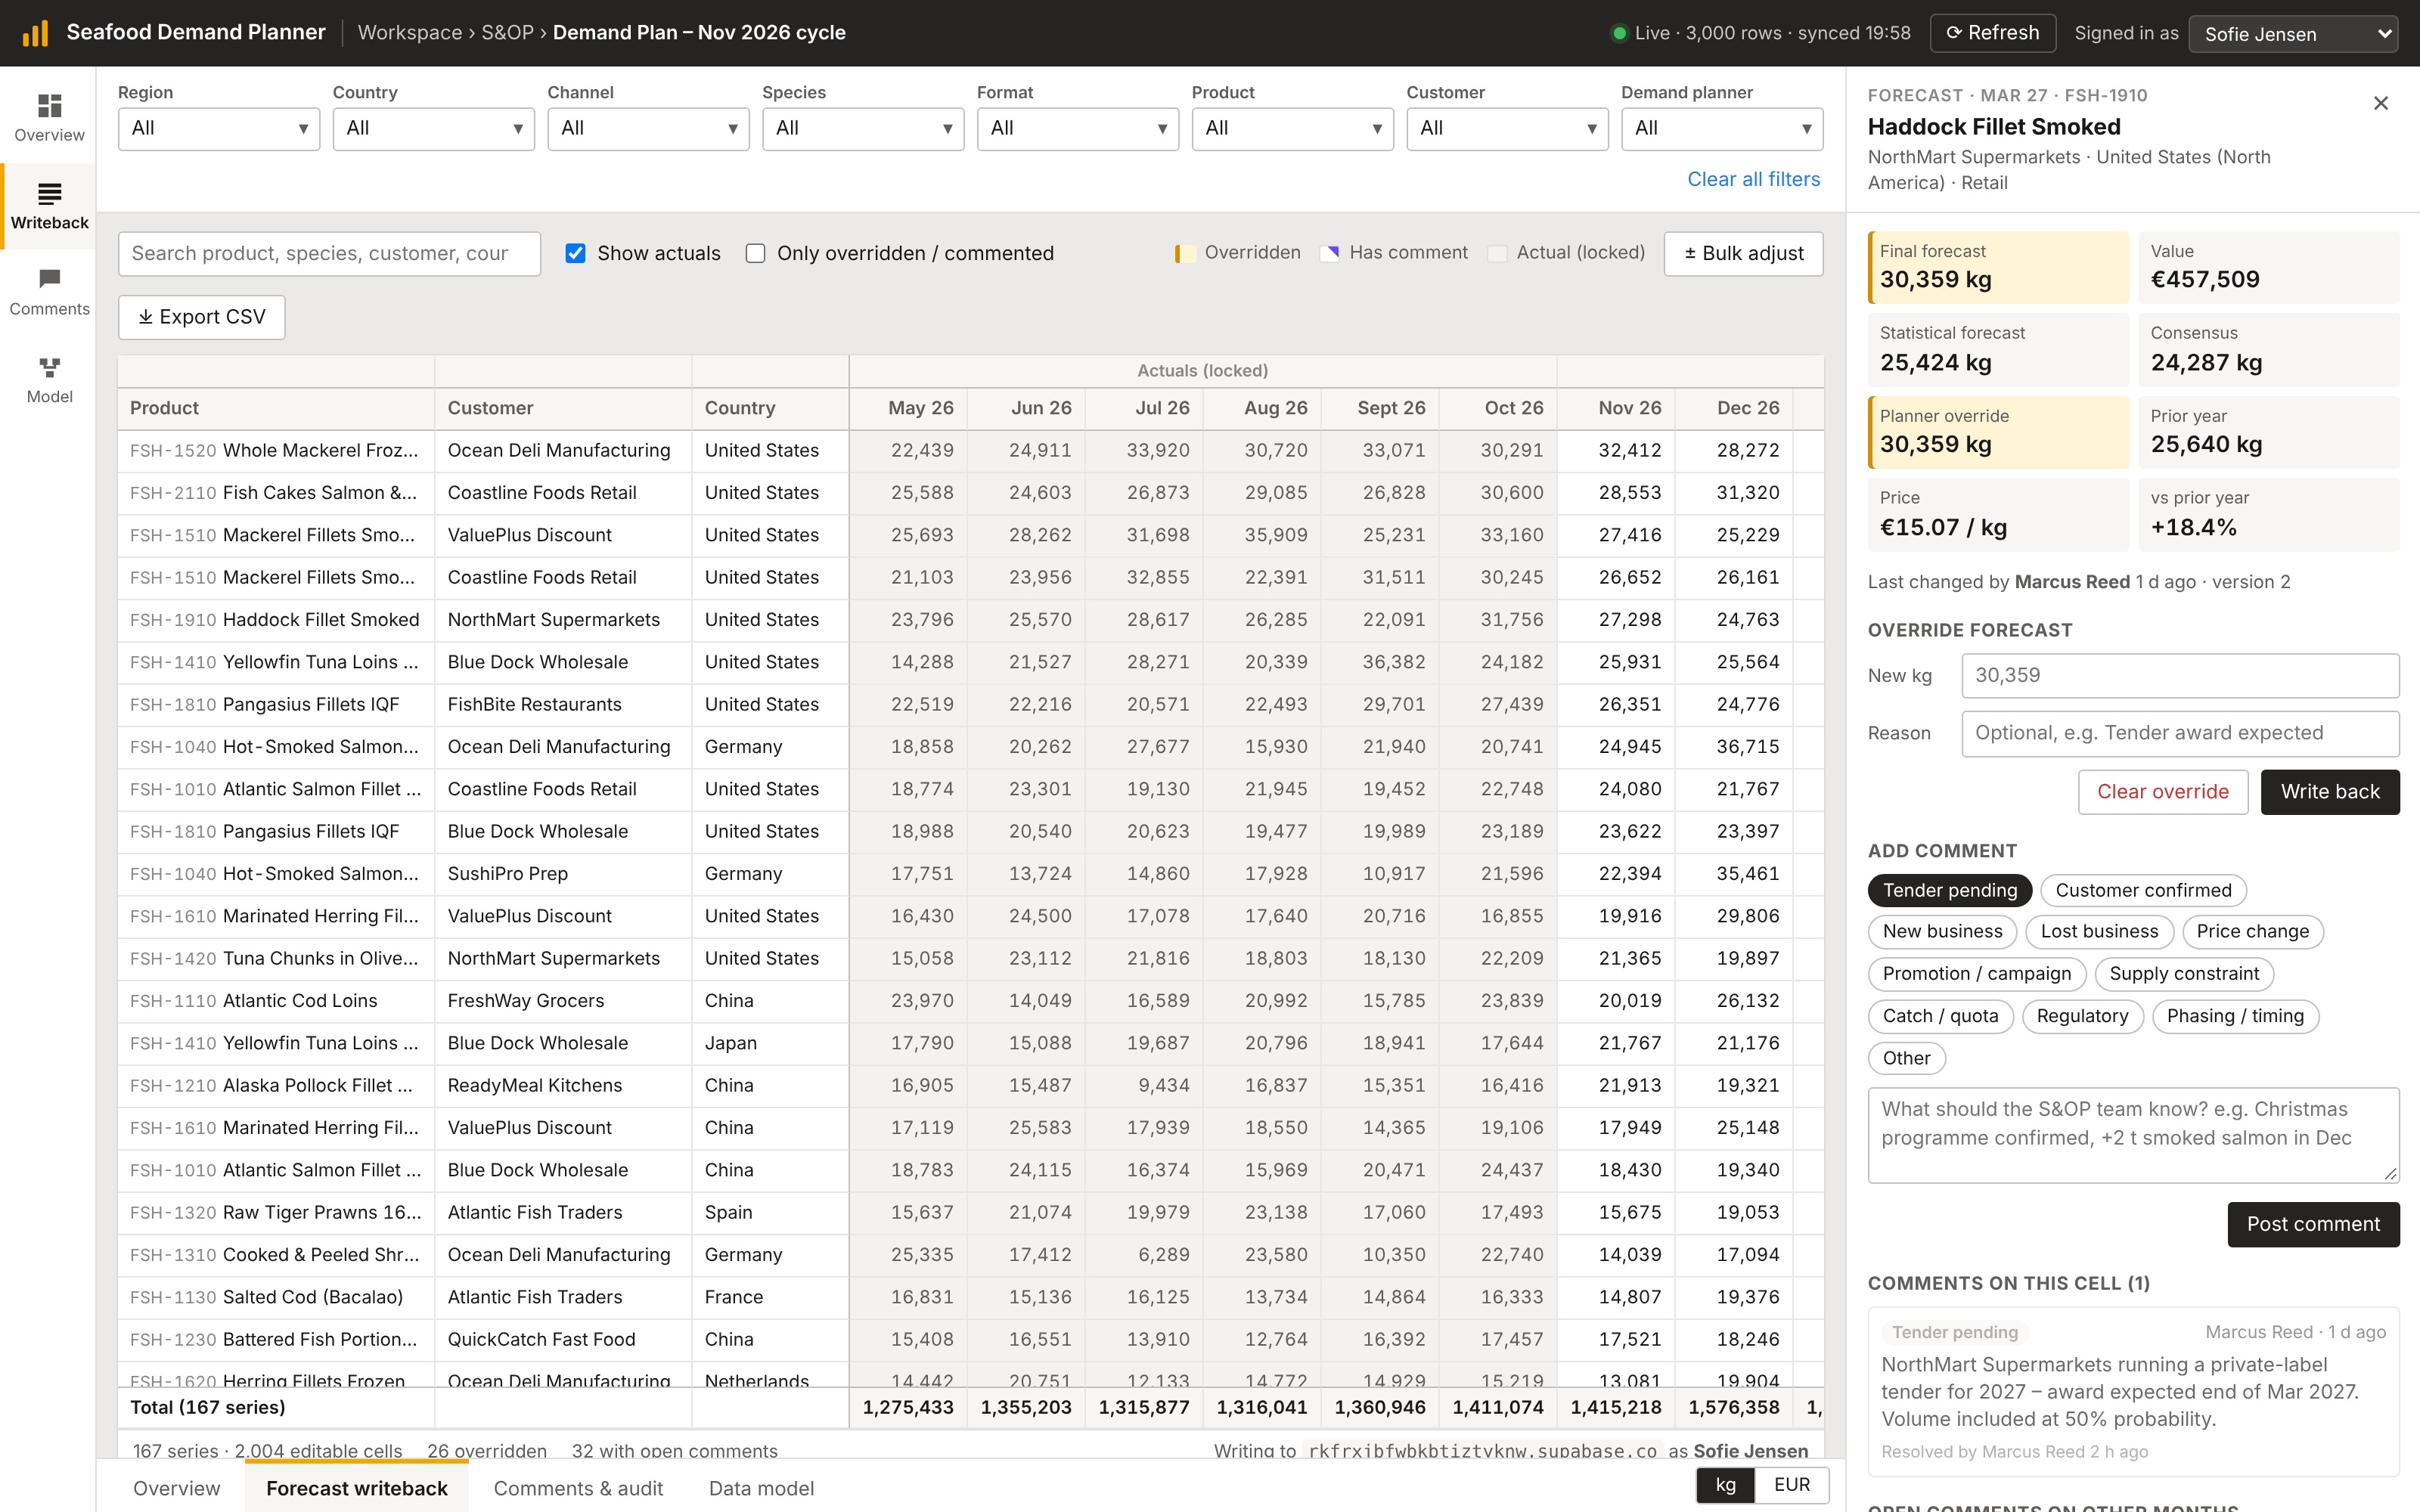 Seafood Demand Planner
Workspace › S&OP › Demand Plan – Nov 2026 cycle
Live · 3,000 rows · synced 19:58
⟳ Refresh
Signed in as
Sofie Jensen
Overview
Writeback
Comments
Model
Region Country Channel Species Format Product Customer Demand planner
All All All All All All All All
Clear all filters
Search product, species, customer, cour
Show actuals
Only overridden / commented
Overridden
Has comment
Actual (locked)
± Bulk adjust
Export CSV
Actuals (locked)
Product Customer Country May 26 Jun 26 Jul 26 Aug 26 Sept 26 Oct 26 Nov 26 Dec 26
FSH-1520 Whole Mackerel Froz... Ocean Deli Manufacturing United States 22,439 24,911 33,920 30,720 33,071 30,291 32,412 28,272
FSH-2110 Fish Cakes Salmon &... Coastline Foods Retail United States 25,588 24,603 26,873 29,085 26,828 30,600 28,553 31,320
FSH-1510 Mackerel Fillets Smo... ValuePlus Discount United States 25,693 28,262 31,698 35,909 25,231 33,160 27,416 25,229
FSH-1510 Mackerel Fillets Smo... Coastline Foods Retail United States 21,103 23,956 32,855 22,391 31,511 30,245 26,652 26,161
FSH-1910 Haddock Fillet Smoked NorthMart Supermarkets United States 23,796 25,570 28,617 26,285 22,091 31,756 27,298 24,763
FSH-1410 Yellowfin Tuna Loins ... Blue Dock Wholesale United States 14,288 21,527 28,271 20,339 36,382 24,182 25,931 25,564
FSH-1810 Pangasius Fillets IQF FishBite Restaurants United States 22,519 22,216 20,571 22,493 29,701 27,439 26,351 24,776
FSH-1040 Hot-Smoked Salmon... Ocean Deli Manufacturing Germany 18,858 20,262 27,677 15,930 21,940 20,741 24,945 36,715
FSH-1010 Atlantic Salmon Fillet ... Coastline Foods Retail United States 18,774 23,301 19,130 21,945 19,452 22,748 24,080 21,767
FSH-1810 Pangasius Fillets IQF Blue Dock Wholesale United States 18,988 20,540 20,623 19,477 19,989 23,189 23,622 23,397
FSH-1040 Hot-Smoked Salmon... SushiPro Prep Germany 17,751 13,724 14,860 17,928 10,917 21,596 22,394 35,461
FSH-1610 Marinated Herring Fil... ValuePlus Discount United States 16,430 24,500 17,078 17,640 20,716 16,855 19,916 29,806
FSH-1420 Tuna Chunks in Olive... NorthMart Supermarkets United States 15,058 23,112 21,816 18,803 18,130 22,209 21,365 19,897
FSH-1110 Atlantic Cod Loins FreshWay Grocers China 23,970 14,049 16,589 20,992 15,785 23,839 20,019 26,132
FSH-1410 Yellowfin Tuna Loins ... Blue Dock Wholesale Japan 17,790 15,088 19,687 20,796 18,941 17,644 21,767 21,176
FSH-1210 Alaska Pollock Fillet ... ReadyMeal Kitchens China 16,905 15,487 9,434 16,837 15,351 16,416 21,913 19,321
FSH-1610 Marinated Herring Fil... ValuePlus Discount China 17,119 25,583 17,939 18,550 14,365 19,106 17,949 25,148
FSH-1010 Atlantic Salmon Fillet ... Blue Dock Wholesale China 18,783 24,115 16,374 15,969 20,471 24,437 18,430 19,340
FSH-1320 Raw Tiger Prawns 16... Atlantic Fish Traders Spain 15,637 21,074 19,979 23,138 17,060 17,493 15,675 19,053
FSH-1310 Cooked & Peeled Shr... Ocean Deli Manufacturing Germany 25,335 17,412 6,289 23,580 10,350 22,740 14,039 17,094
FSH-1130 Salted Cod (Bacalao) Atlantic Fish Traders France 16,831 15,136 16,125 13,734 14,864 16,333 14,807 19,376
FSH-1230 Battered Fish Portion... QuickCatch Fast Food China 15,408 16,551 13,910 12,764 16,392 17,457 17,521 18,246
FSH-1620 Herring Fillets Frozen Ocean Deli Manufacturing Netherlands 14,442 20,751 12,133 14,772 14,929 15,219 13,081 19,904
Total (167 series) 1,275,433 1,355,203 1,315,877 1,316,041 1,360,946 1,411,074 1,415,218 1,576,358 1,
167 series · 2,004 editable cells 26 overridden 32 with open comments
Writing to rkfrxjbfwbkbtiztvknw.supabase.co as Sofie Jensen
Overview Forecast writeback Comments & audit Data model
kg EUR
FORECAST · MAR 27 · FSH-1910
Haddock Fillet Smoked
NorthMart Supermarkets · United States (North
America) · Retail
Final forecast Value
30,359 kg €457,509
Statistical forecast Consensus
25,424 kg 24,287 kg
Planner override Prior year
30,359 kg 25,640 kg
Price vs prior year
€15.07 / kg +18.4%
Last changed by Marcus Reed 1 d ago · version 2
OVERRIDE FORECAST
New kg 30,359
Reason Optional, e.g. Tender award expected
Clear override Write back
ADD COMMENT
Tender pending Customer confirmed
New business Lost business Price change
Promotion / campaign Supply constraint
Catch / quota Regulatory Phasing / timing
Other
What should the S&OP team know? e.g. Christmas
programme confirmed, +2 t smoked salmon in Dec
Post comment
COMMENTS ON THIS CELL (1)
Tender pending Marcus Reed · 1 d ago
NorthMart Supermarkets running a private-label
tender for 2027 – award expected end of Mar 2027.
Volume included at 50% probability.
Resolved by Marcus Reed 2 h ago
OPEN COMMENTS ON OTHER MONTHS